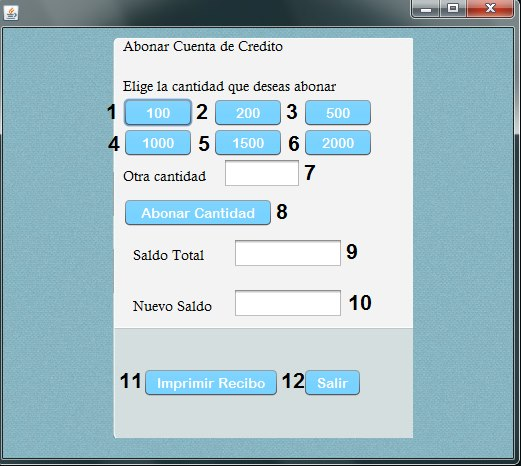 Abonar Cuenta de Credito
Elige la cantidad que deseas abonar
1 100 2 200 3 500
4 1000 5 1500 6 2000
Otra cantidad 7
Abonar Cantidad 8
Saldo Total 9
Nuevo Saldo 10
11 Imprimir Recibo 12 Salir